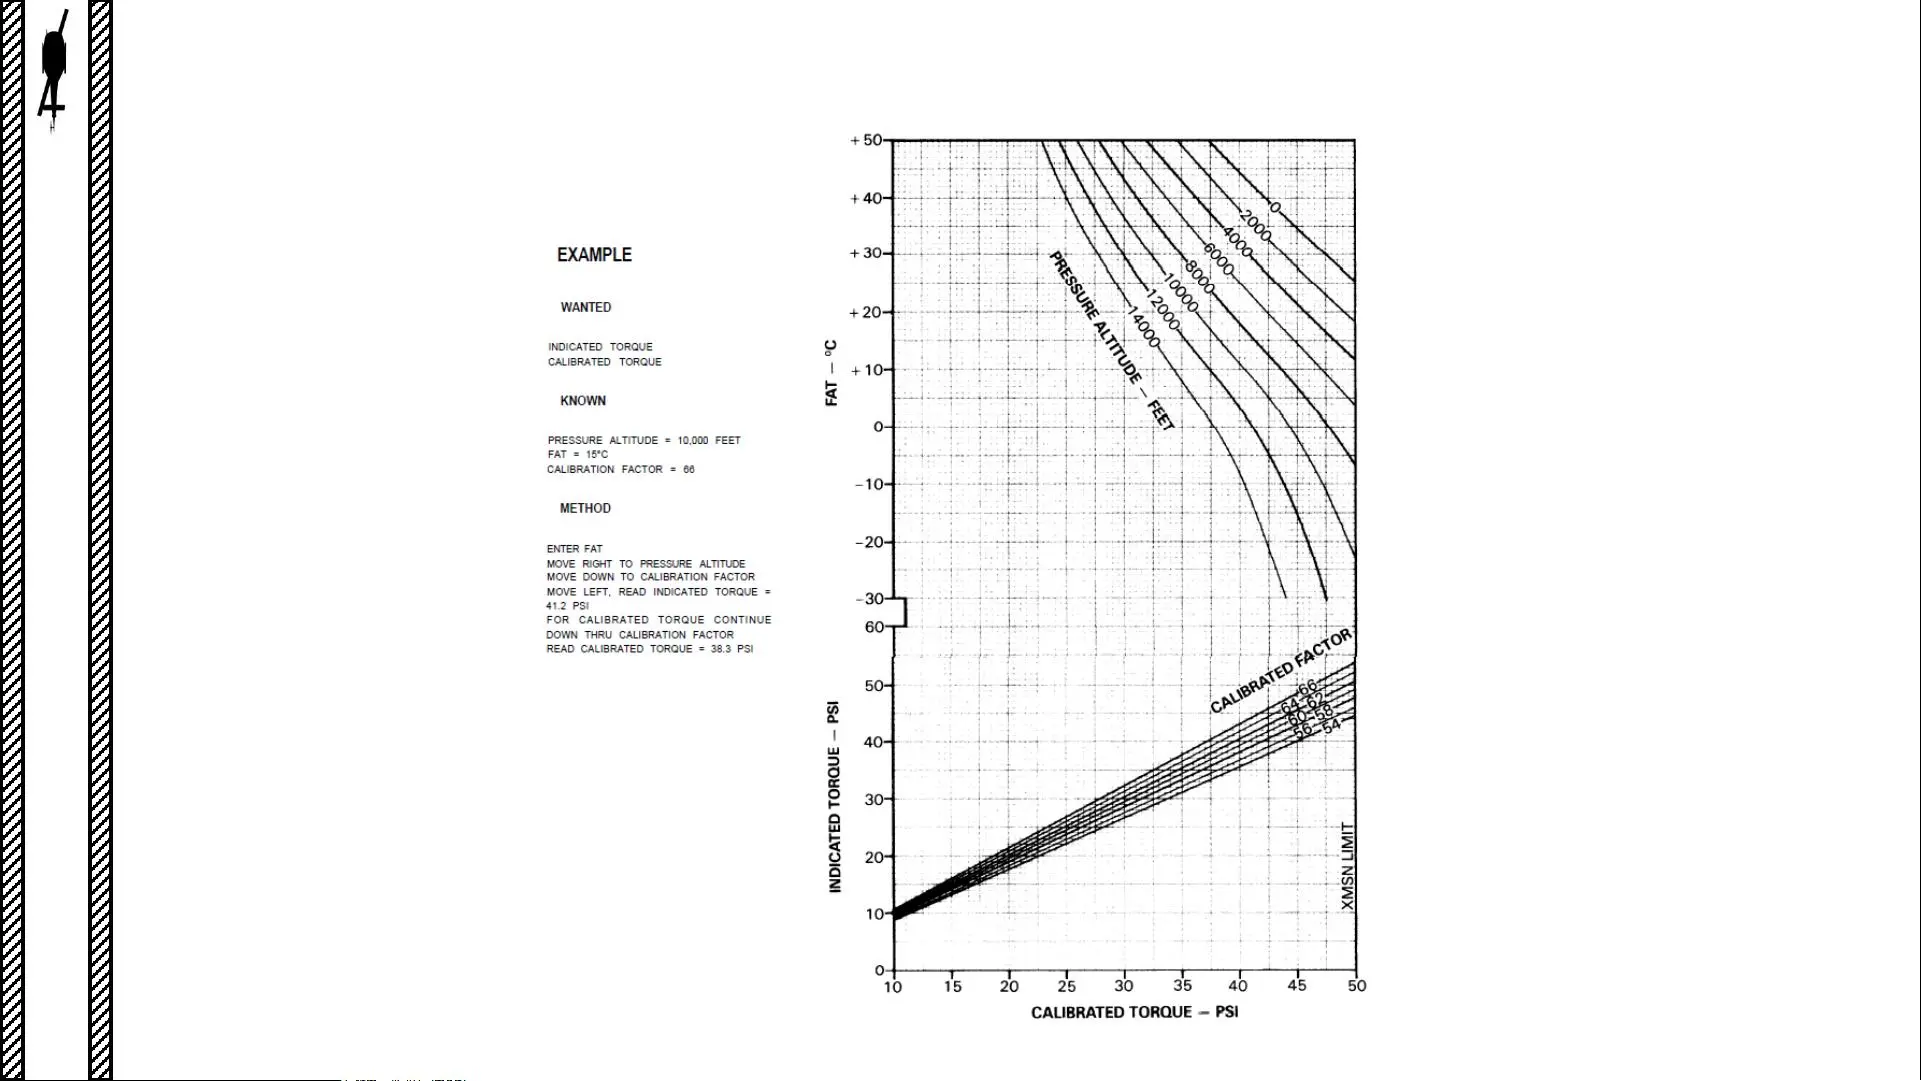 EXAMPLE
WANTED
INDICATED TORQUE
CALIBRATED TORQUE
KNOWN
PRESSURE ALTITUDE = 10,000 FEET
FAT = 15°C
CALIBRATION FACTOR = 66
METHOD
ENTER FAT
MOVE RIGHT TO PRESSURE ALTITUDE
MOVE DOWN TO CALIBRATION FACTOR
MOVE LEFT, READ INDICATED TORQUE =
41.2 PSI
FOR CALIBRATED TORQUE CONTINUE
DOWN THRU CALIBRATION FACTOR
READ CALIBRATED TORQUE = 38.3 PSI
FAT – ºC
+50
+40
+30
+20
+10
0
-10
-20
-30
0
2000
4000
6000
8000
10000
12000
14000
PRESSURE ALTITUDE – FEET
INDICATED TORQUE – PSI
60
50
40
30
20
10
0
CALIBRATED FACTOR
66
64 62
60 58
56 54
XMSN LIMIT
10 15 20 25 30 35 40 45 50
CALIBRATED TORQUE – PSI